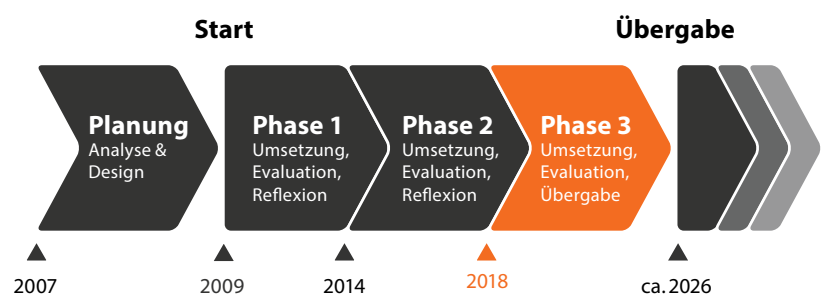 Start
Übergabe
Planung
Analyse &
Design
Phase 1
Umsetzung,
Evaluation,
Reflexion
Phase 2
Umsetzung,
Evaluation,
Reflexion
Phase 3
Umsetzung,
Evaluation,
Übergabe
2007
2009
2014
2018
ca. 2026